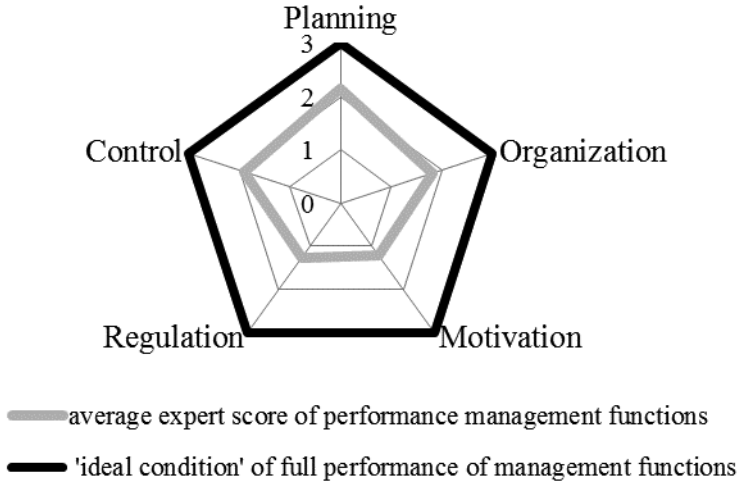 Planning
3
2
Control
1
Organization
0
Regulation
Motivation
average expert score of performance management functions
'ideal condition' of full performance of management functions